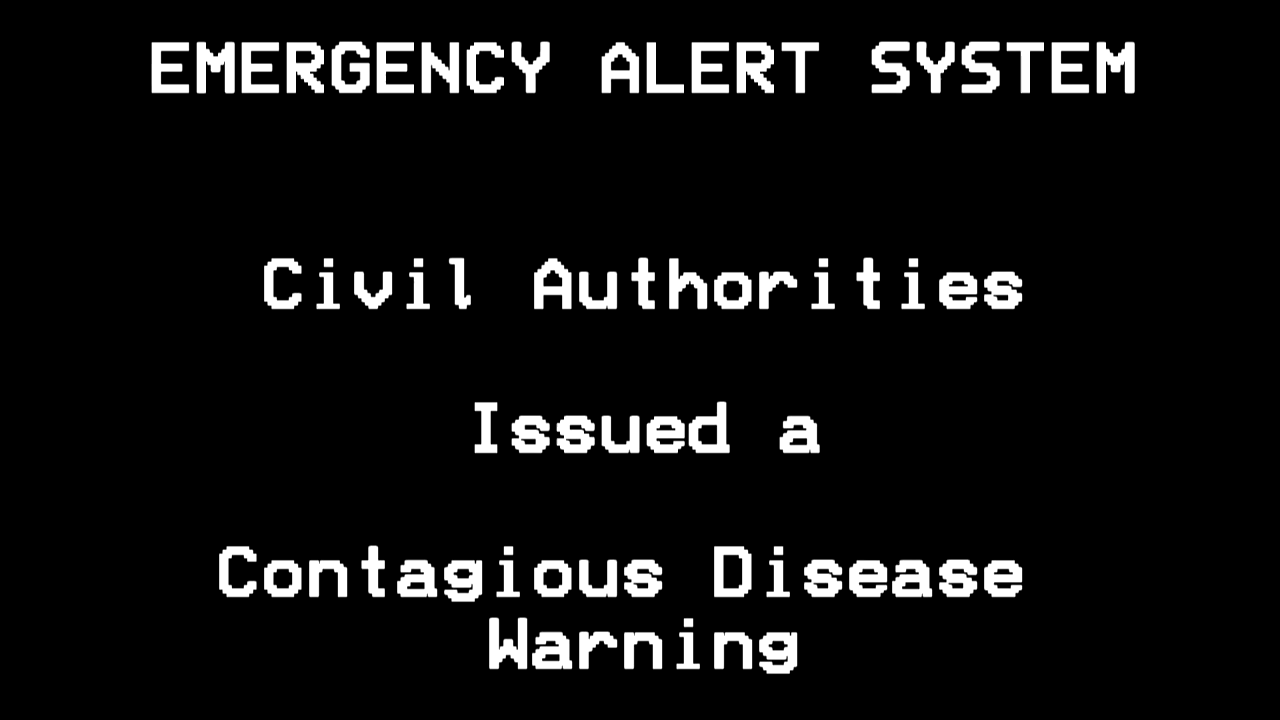 EMERGENCY ALERT SYSTEM
Civil Authorities
Issued a
Contagious Disease
Warning